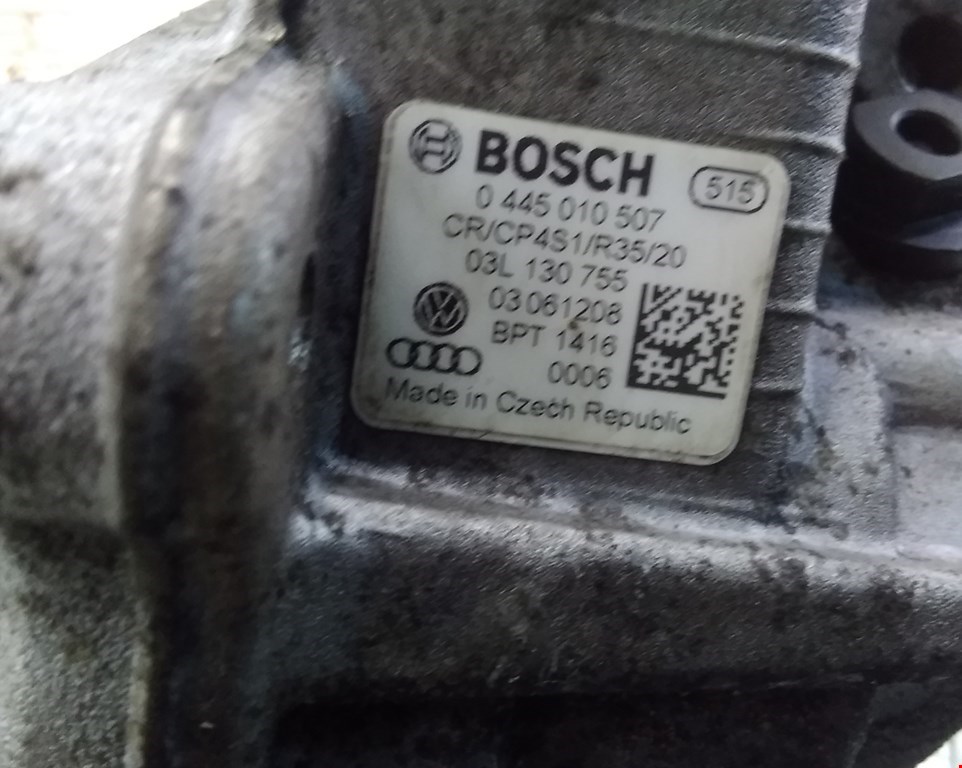 BOSCH 515
0 445 010 507
CR/CP4S1/R35/20
03L 130 755
03 061208
BPT 1416
0006
Made in Czech Republic